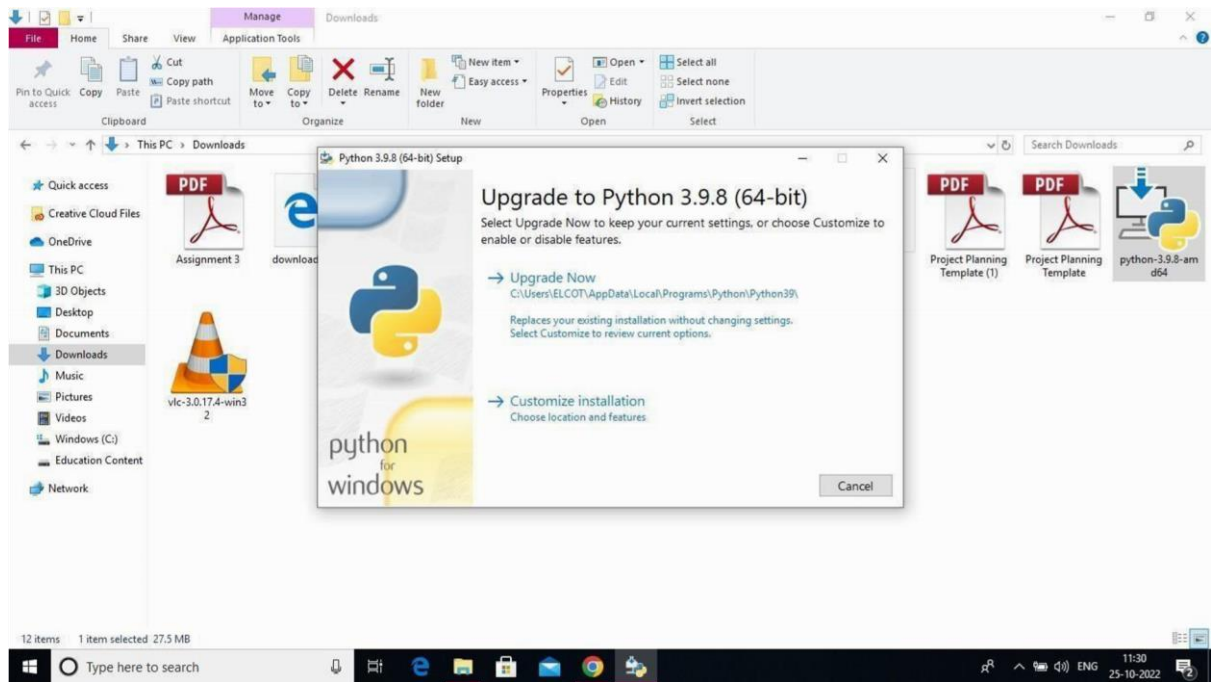 Manage
Downloads
File Home Share View Application Tools
Pin to Quick access
Copy
Paste
Cut
Copy path
Paste shortcut
Clipboard
Move to
Copy to
Delete
Rename
Organize
New folder
New item
Easy access
New
Properties
Open
Edit
History
Open
Select all
Select none
Invert selection
Select
This PC › Downloads
Search Downloads
Quick access
Creative Cloud Files
OneDrive
This PC
3D Objects
Desktop
Documents
Downloads
Music
Pictures
Videos
Windows (C:)
Education Content
Network
PDF
Assignment 3
download
vlc-3.0.17.4-win3
2
Python 3.9.8 (64-bit) Setup
Upgrade to Python 3.9.8 (64-bit)
Select Upgrade Now to keep your current settings, or choose Customize to
enable or disable features.
Upgrade Now
C:\Users\ELCOT\AppData\Local\Programs\Python\Python39\
Replaces your existing installation without changing settings.
Select Customize to review current options.
Customize installation
Choose location and features
python
for
windows
Cancel
PDF
Project Planning
Template (1)
PDF
Project Planning
Template
python-3.9.8-am
d64
12 items 1 item selected 27.5 MB
Type here to search
ENG
11:30
25-10-2022
2